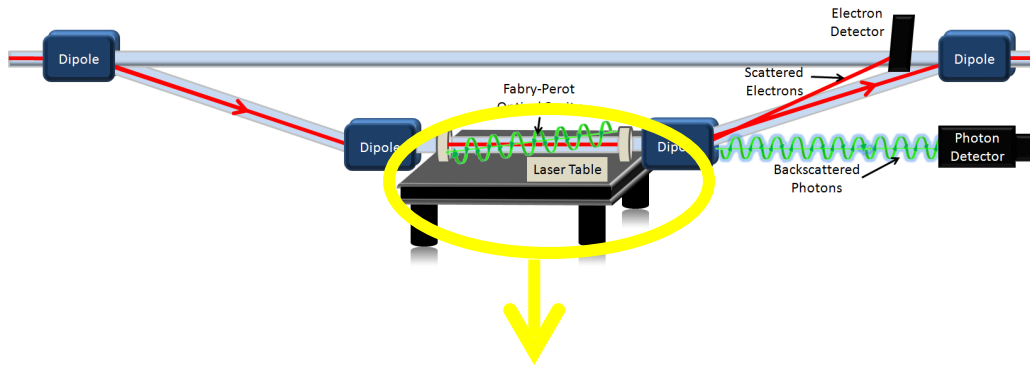 Electron
Detector
Dipole
Dipole
Scattered
Electrons
Fabry-Perot
Dipole
Laser Table
Backscattered
Photons
Photon
Detector